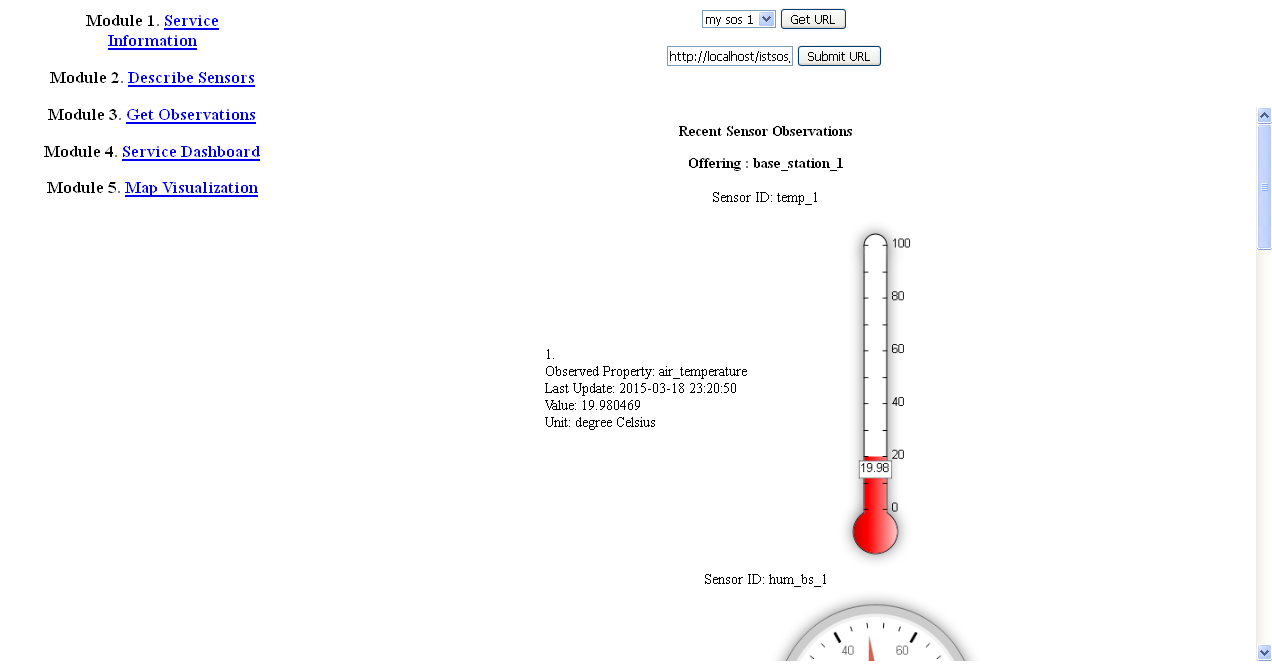 Module 1. Service
Information
Module 2. Describe Sensors
Module 3. Get Observations
Module 4. Service Dashboard
Module 5. Map Visualization
my sos 1 Get URL
http://localhost/istsos, Submit URL
Recent Sensor Observations
Offering : base_station_1
Sensor ID: temp_1
1.
Observed Property: air_temperature
Last Update: 2015-03-18 23:20:50
Value: 19.980469
Unit: degree Celsius
100
80
60
40
20
19.98
0
Sensor ID: hum_bs_1
40 60